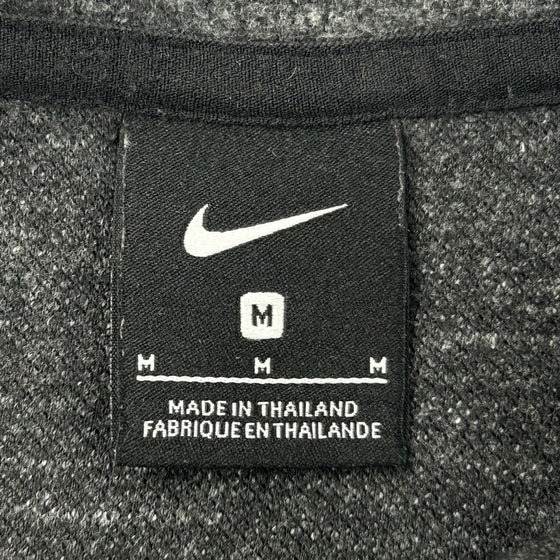 M
M M M
MADE IN THAILAND
FABRIQUE EN THAILANDE